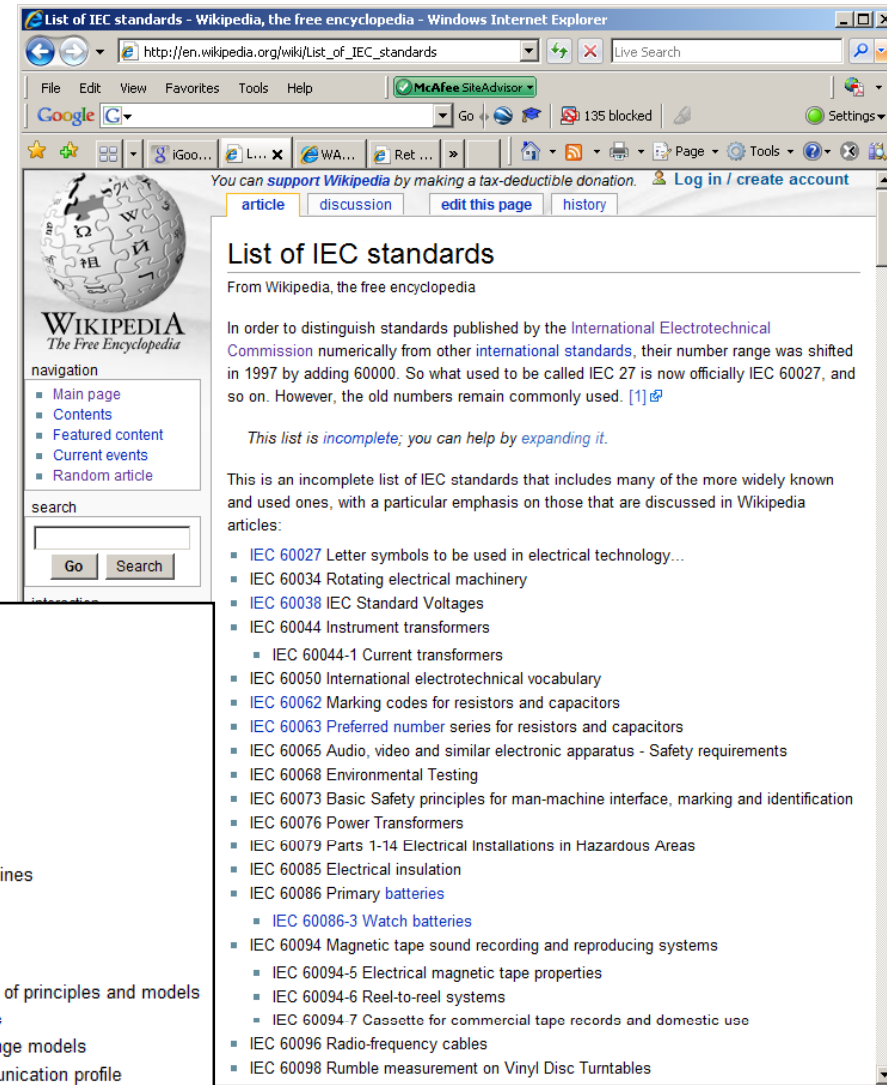 List of IEC standards - Wikipedia, the free encyclopedia - Windows Internet Explorer
http://en.wikipedia.org/wiki/List_of_IEC_standards
Live Search
File Edit View Favorites Tools Help
McAfee SiteAdvisor
Google
G
Go
135 blocked
Settings
iGoo...
L...
WA...
Ret ...
»
Page
Tools
You can support Wikipedia by making a tax-deductible donation.
Log in / create account
article
discussion
edit this page
history
WIKIPEDIA
The Free Encyclopedia
navigation
Main page
Contents
Featured content
Current events
Random article
search
Go
Search
List of IEC standards
From Wikipedia, the free encyclopedia
In order to distinguish standards published by the International Electrotechnical
Commission numerically from other international standards, their number range was shifted
in 1997 by adding 60000. So what used to be called IEC 27 is now officially IEC 60027, and
so on. However, the old numbers remain commonly used. [1]
This list is incomplete; you can help by expanding it.
This is an incomplete list of IEC standards that includes many of the more widely known
and used ones, with a particular emphasis on those that are discussed in Wikipedia
articles:
IEC 60027 Letter symbols to be used in electrical technology...
IEC 60034 Rotating electrical machinery
IEC 60038 IEC Standard Voltages
IEC 60044 Instrument transformers
IEC 60044-1 Current transformers
IEC 60050 International electrotechnical vocabulary
IEC 60062 Marking codes for resistors and capacitors
IEC 60063 Preferred number series for resistors and capacitors
IEC 60065 Audio, video and similar electronic apparatus - Safety requirements
IEC 60068 Environmental Testing
IEC 60073 Basic Safety principles for man-machine interface, marking and identification
IEC 60076 Power Transformers
IEC 60079 Parts 1-14 Electrical Installations in Hazardous Areas
IEC 60085 Electrical insulation
IEC 60086 Primary batteries
IEC 60086-3 Watch batteries
IEC 60094 Magnetic tape sound recording and reproducing systems
IEC 60094-5 Electrical magnetic tape properties
IEC 60094-6 Reel-to-reel systems
IEC 60094-7 Cassette for commercial tape records and domestic use
IEC 60096 Radio-frequency cables
IEC 60098 Rumble measurement on Vinyl Disc Turntables
ines
of principles and models
nge models
unication profile